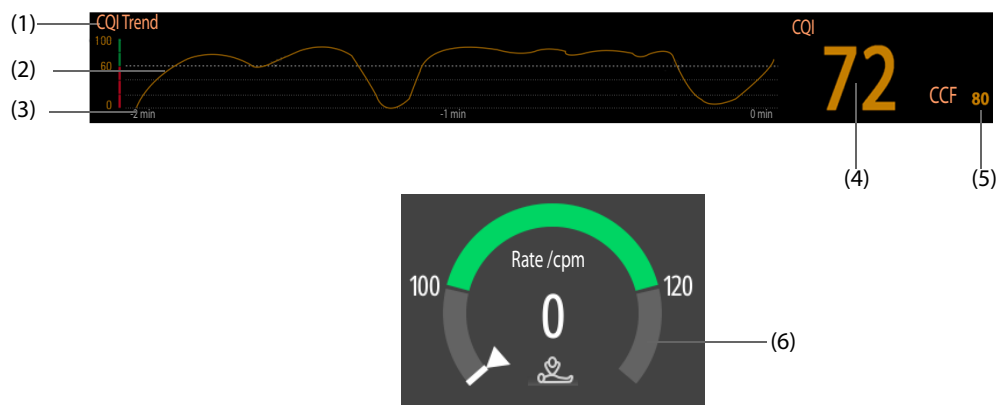 (1)
CQI Trend
CQI
100
(2)
60
72
CCF 80
(3)
0
-2 min
-1 min
0 min
(4)
(5)
Rate /cpm
100
120
0
(6)